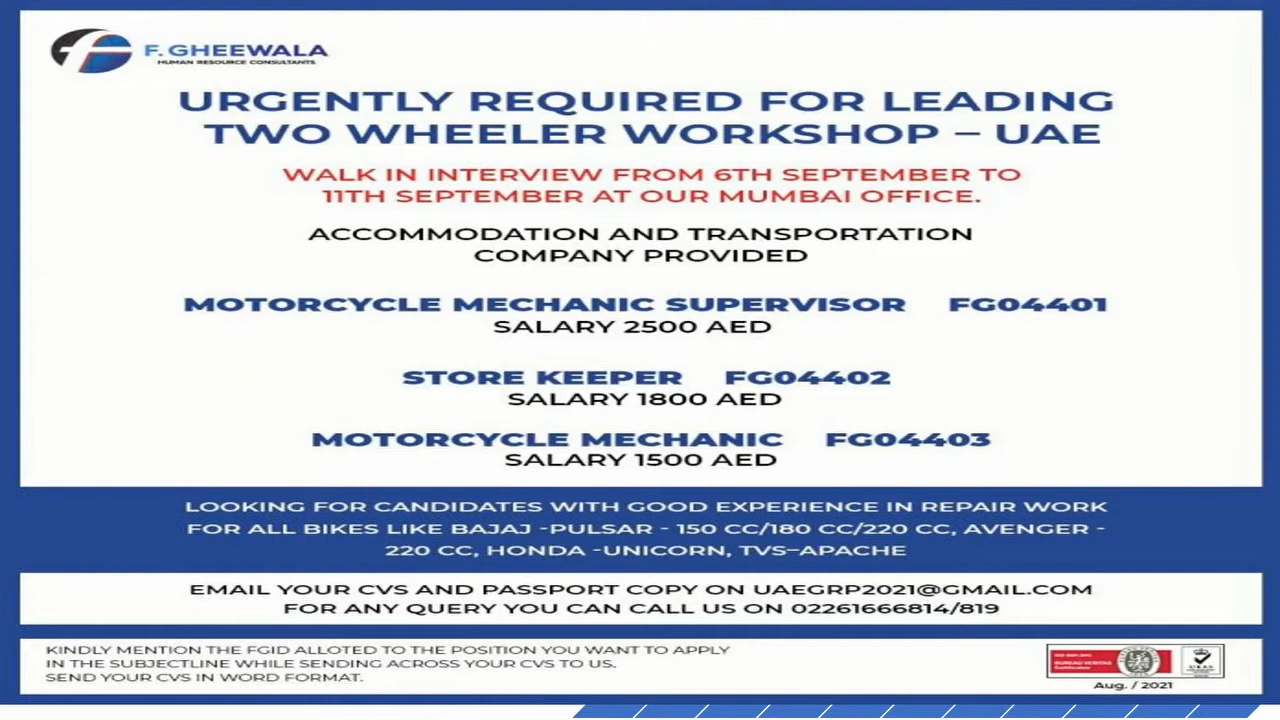 F. GHEEWALA
HUMAN RESOURCE CONSULTANTS
URGENTLY REQUIRED FOR LEADING
TWO WHEELER WORKSHOP – UAE
WALK IN INTERVIEW FROM 6TH SEPTEMBER TO
11TH SEPTEMBER AT OUR MUMBAI OFFICE.
ACCOMMODATION AND TRANSPORTATION
COMPANY PROVIDED
MOTORCYCLE MECHANIC SUPERVISOR FG04401
SALARY 2500 AED
STORE KEEPER FG04402
SALARY 1800 AED
MOTORCYCLE MECHANIC FG04403
SALARY 1500 AED
LOOKING FOR CANDIDATES WITH GOOD EXPERIENCE IN REPAIR WORK
FOR ALL BIKES LIKE BAJAJ -PULSAR - 150 CC/180 CC/220 CC, AVENGER -
220 CC, HONDA -UNICORN, TVS–APACHE
EMAIL YOUR CVS AND PASSPORT COPY ON UAEGRP2021@GMAIL.COM
FOR ANY QUERY YOU CAN CALL US ON 02261666814/819
KINDLY MENTION THE FGID ALLOTED TO THE POSITION YOU WANT TO APPLY
IN THE SUBJECTLINE WHILE SENDING ACROSS YOUR CVS TO US.
SEND YOUR CVS IN WORD FORMAT.
BUREAU VERITAS
Certification
UKAS
Aug. / 2021